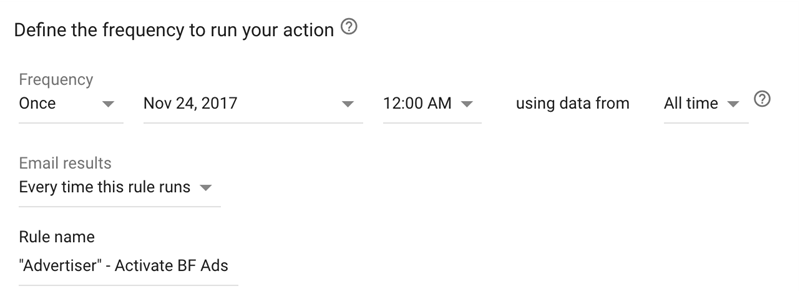 Define the frequency to run your action
Frequency
Once Nov 24, 2017 12:00 AM using data from All time
Email results
Every time this rule runs
Rule name
"Advertiser" - Activate BF Ads